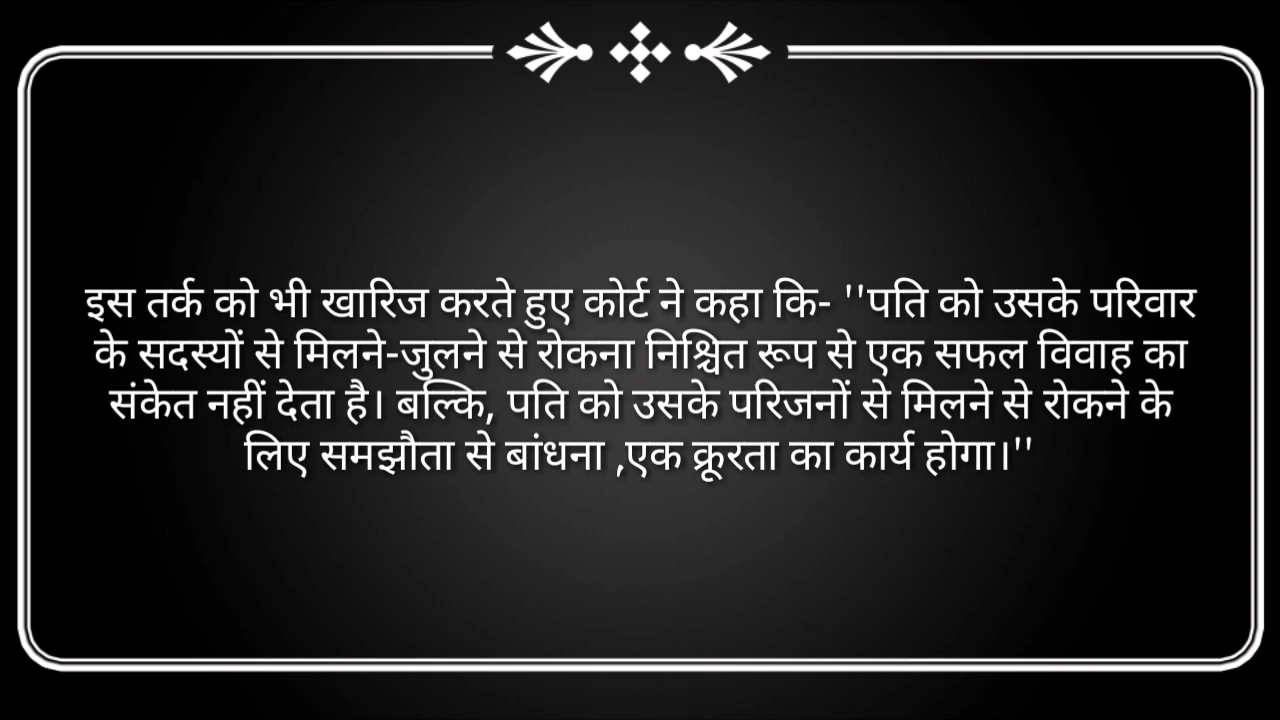 इस तर्क को भी खारिज करते हुए कोर्ट ने कहा कि- ''पति को उसके परिवार
के सदस्यों से मिलने-जुलने से रोकना निश्चित रूप से एक सफल विवाह का
संकेत नहीं देता है। बल्कि, पति को उसके परिजनों से मिलने से रोकने के
लिए समझौता से बांधना ,एक क्रूरता का कार्य होगा।''